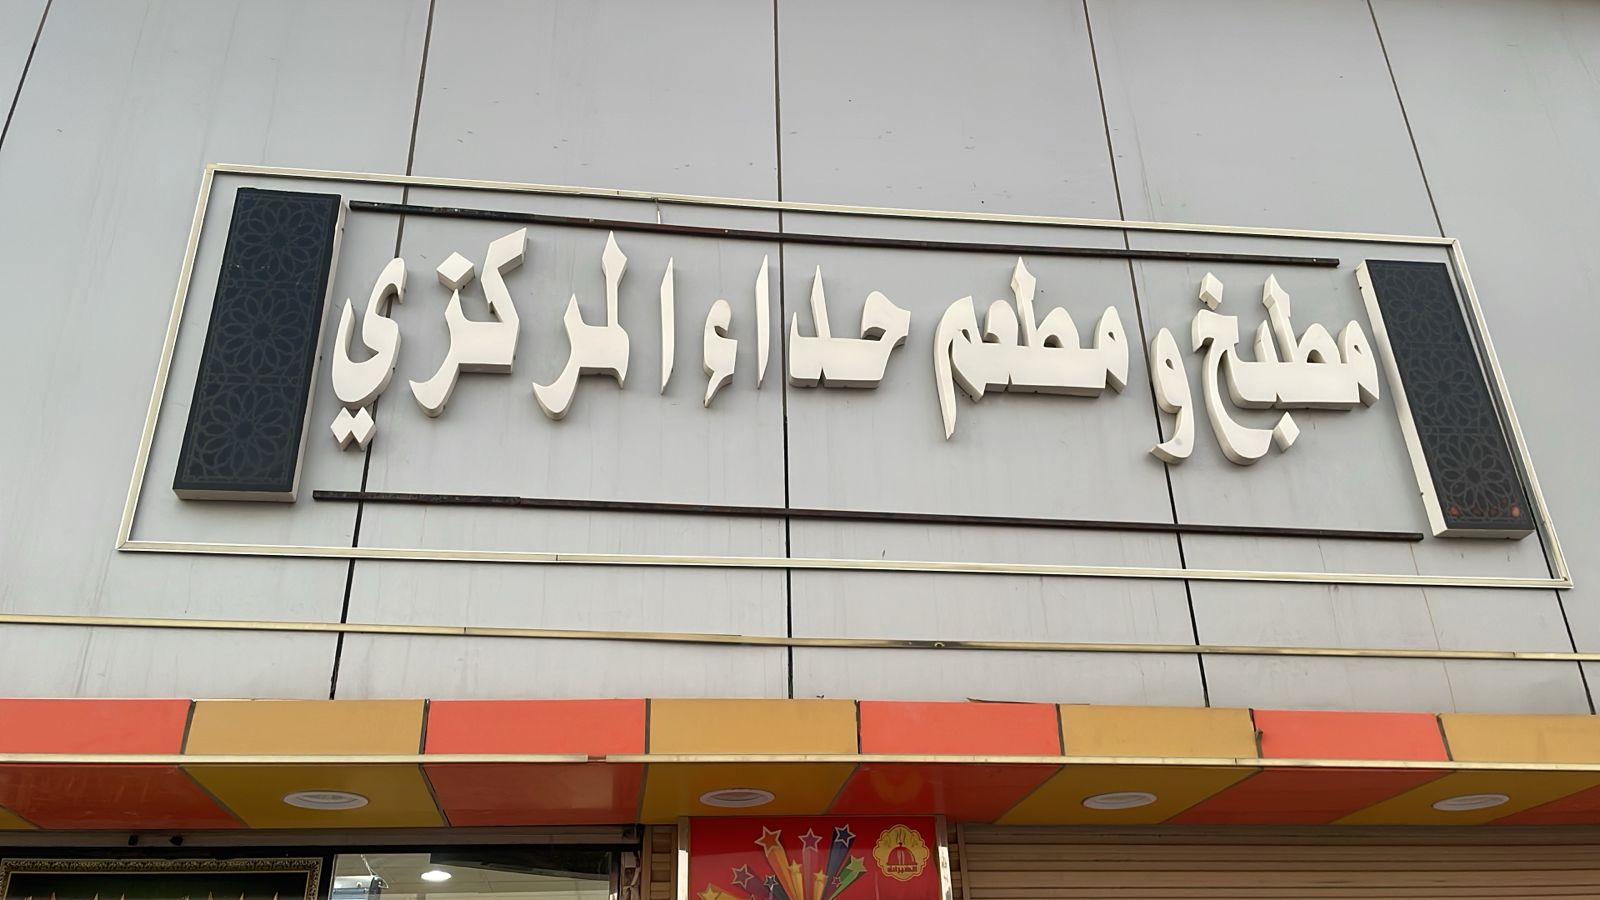 مطبخ و مطعم حداء المركزي